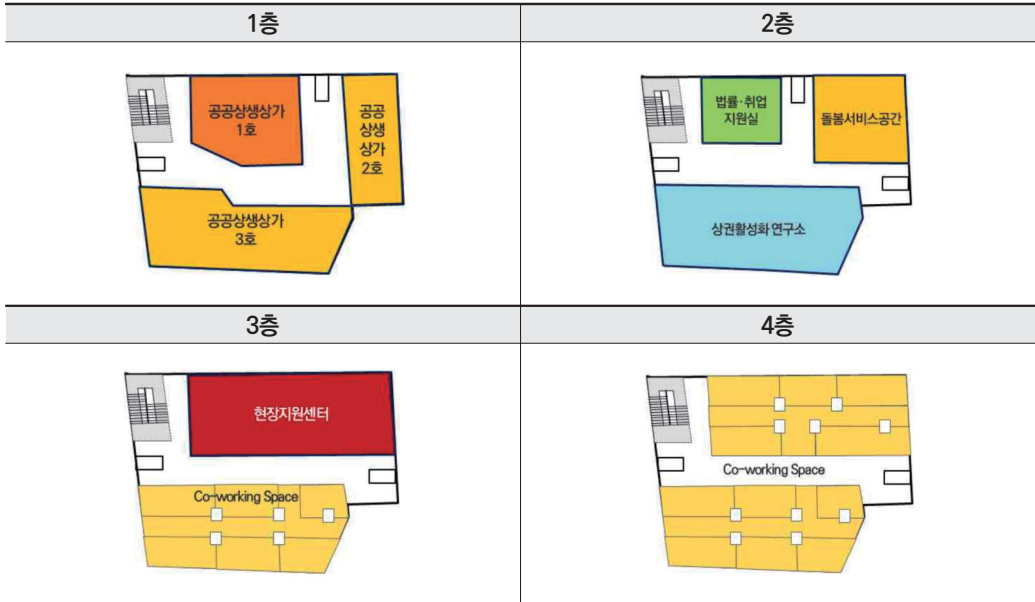 1층
2층
공공상생상가
1호
공공
상생
상가
2호
공공상생상가
3호
법률·취업
지원실
돌봄서비스공간
상권활성화 연구소
3층
4층
현장지원센터
Co-working Space
Co-working Space